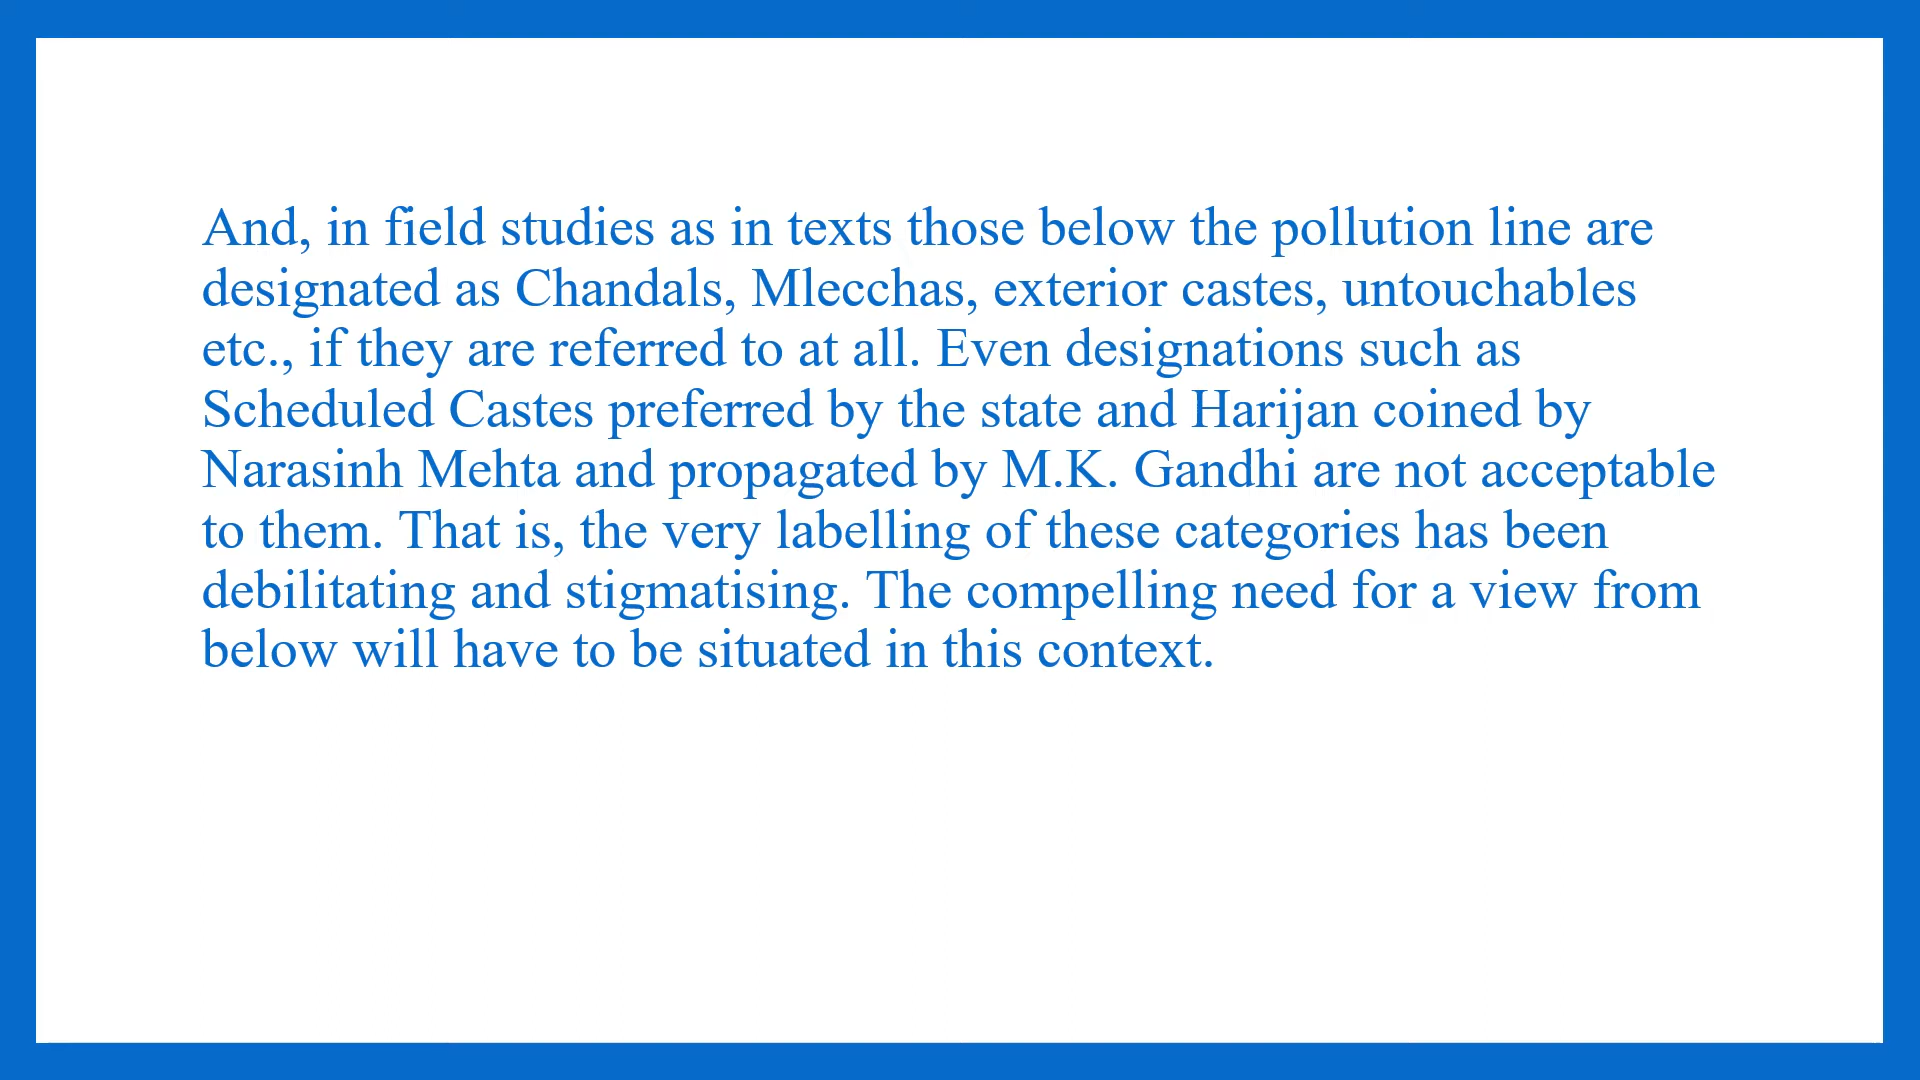 And, in field studies as in texts those below the pollution line are
designated as Chandals, Mlecchas, exterior castes, untouchables
etc., if they are referred to at all. Even designations such as
Scheduled Castes preferred by the state and Harijan coined by
Narasinh Mehta and propagated by M.K. Gandhi are not acceptable
to them. That is, the very labelling of these categories has been
debilitating and stigmatising. The compelling need for a view from
below will have to be situated in this context.